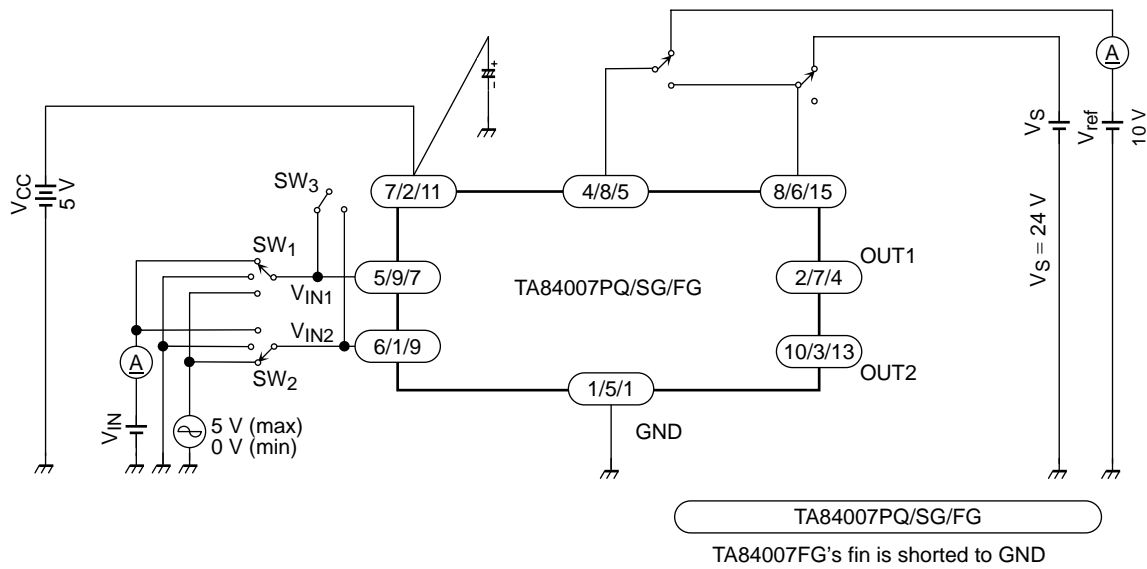 A
- +
VS
Vref
10 V
VCC
5 V
SW3
7/2/11
4/8/5
8/6/15
VS = 24 V
SW1
5/9/7
VIN1
TA84007PQ/SG/FG
2/7/4
OUT1
VIN2
6/1/9
10/3/13
OUT2
A
SW2
1/5/1
GND
VIN
5 V (max)
0 V (min)
TA84007PQ/SG/FG
TA84007FG's fin is shorted to GND